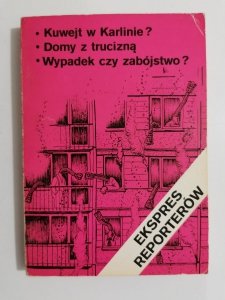 • Kuwejt w Karlinie?
• Domy z trucizną
• Wypadek czy zabójstwo?
EKSPRES
REPORTERÓW